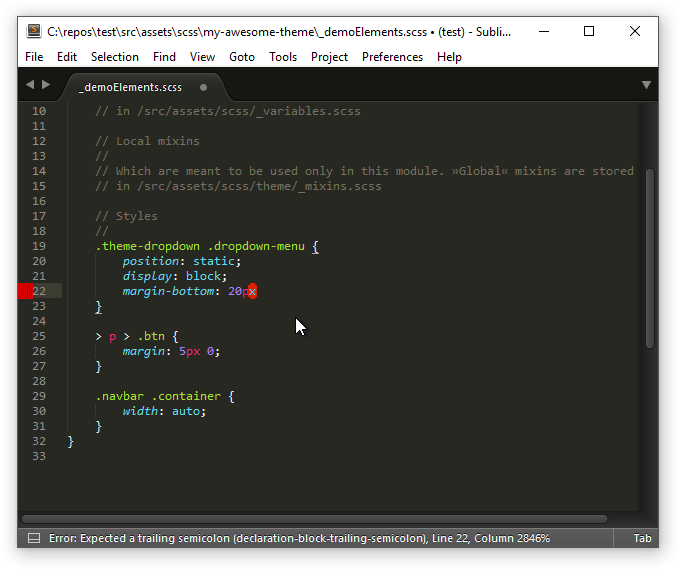 C:\repos\test\src\assets\scss\my-awesome-theme\_demoElements.scss • (test) - Subli...
File Edit Selection Find View Goto Tools Project Preferences Help
_demoElements.scss
10 // in /src/assets/scss/_variables.scss
11
12 // Local mixins
13 //
14 // Which are meant to be used only in this module. »Global« mixins are stored
15 // in /src/assets/scss/theme/_mixins.scss
16
17 // Styles
18 //
19 .theme-dropdown .dropdown-menu {
20 position: static;
21 display: block;
22 margin-bottom: 20px
23 }
24
25 > p > .btn {
26 margin: 5px 0;
27 }
28
29 .navbar .container {
30 width: auto;
31 }
32 }
33
Error: Expected a trailing semicolon (declaration-block-trailing-semicolon), Line 22, Column 2846% Tab